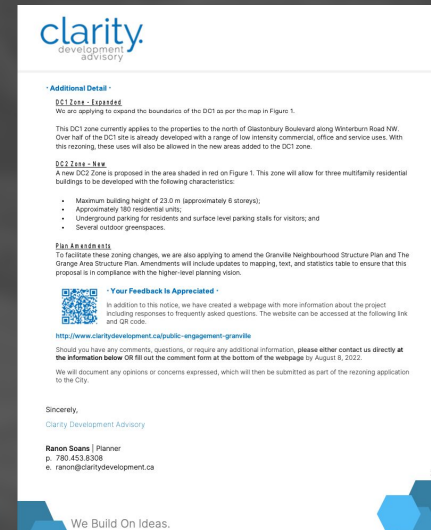 clarity.
development
advisory
· Additional Detail ·
DC1 Zone - Expanded
We are applying to expand the boundaries of the DC1 as per the map in Figure 1.
This DC1 zone currently applies to the properties to the north of Glastonbury Boulevard along Winterburn Road NW.
Over half of the DC1 site is already developed with a range of low intensity commercial, office and service uses. With
this rezoning, these uses will also be allowed in the new areas added to the DC1 zone.
DC2 Zone - New
A new DC2 Zone is proposed in the area shaded in red on Figure 1. This zone will allow for three multifamily residential
buildings to be developed with the following characteristics:
• Maximum building height of 23.0 m (approximately 6 storeys);
• Approximately 180 residential units;
• Underground parking for residents and surface level parking stalls for visitors; and
• Several outdoor greenspaces.
Plan Amendments
To facilitate these zoning changes, we are also applying to amend the Granville Neighbourhood Structure Plan and The
Grange Area Structure Plan. Amendments will include updates to mapping, text, and statistics table to ensure that this
proposal is in compliance with the higher-level planning vision.
· Your Feedback Is Appreciated ·
In addition to this notice, we have created a webpage with more information about the project
including responses to frequently asked questions. The website can be accessed at the following link
and QR code.
http://www.claritydevelopment.ca/public-engagement-granville
Should you have any comments, questions, or require any additional information, please either contact us directly at
the information below OR fill out the comment form at the bottom of the webpage by August 8, 2022.
We will document any opinions or concerns expressed, which will then be submitted as part of the rezoning application
to the City.
Sincerely,
Clarity Development Advisory
Ranon Soans | Planner
p. 780.453.8308
e. ranon@claritydevelopment.ca
We Build On Ideas.